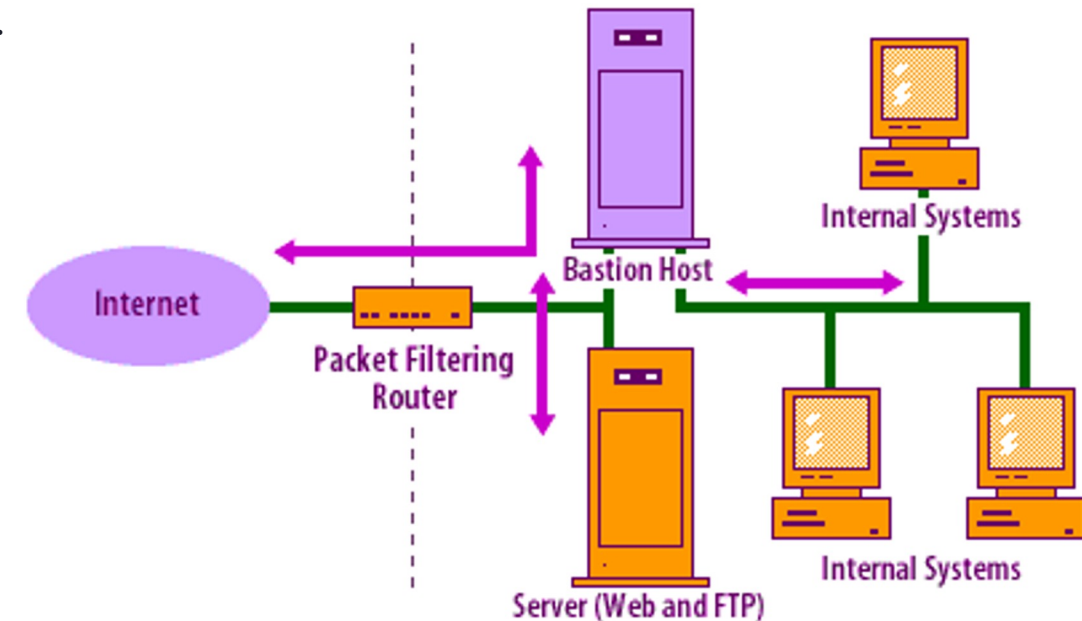 Internet
Packet Filtering
Router
Bastion Host
Server (Web and FTP)
Internal Systems
Internal Systems